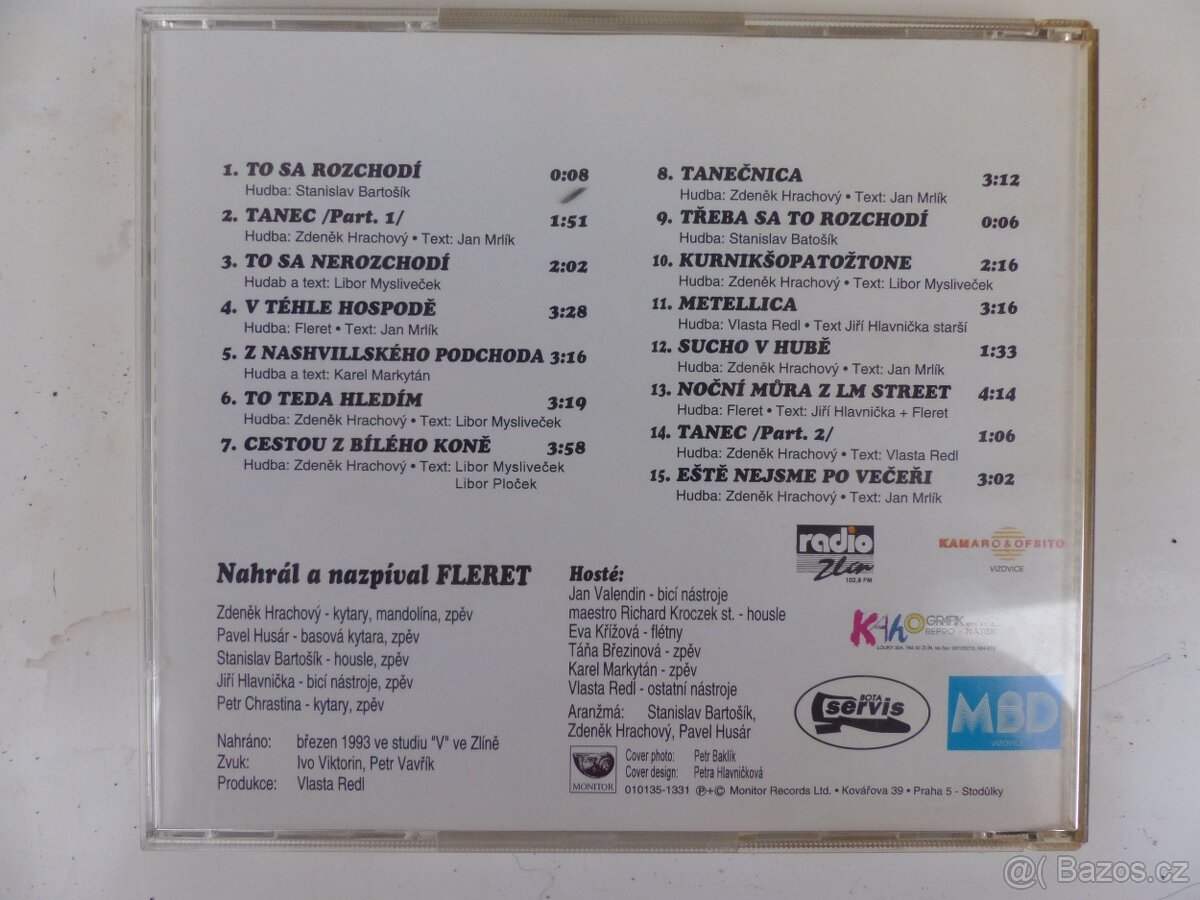 1. TO SA ROZCHODÍ 0:08
Hudba: Stanislav Bartošík
2. TANEC /Part. 1/ 1:51
Hudba: Zdeněk Hrachový • Text: Jan Mrlík
3. TO SA NEROZCHODÍ 2:02
Hudab a text: Libor Mysliveček
4. V TÉHLE HOSPODĚ 3:28
Hudba: Fleret • Text: Jan Mrlík
5. Z NASHVILLSKÉHO PODCHODA 3:16
Hudba a text: Karel Markytán
6. TO TEDA HLEDÍM 3:19
Hudba: Zdeněk Hrachový • Text: Libor Mysliveček
7. CESTOU Z BÍLÉHO KONĚ 3:58
Hudba: Zdeněk Hrachový • Text: Libor Mysliveček
Libor Ploček
8. TANEČNICA 3:12
Hudba: Zdeněk Hrachový • Text: Jan Mrlík
9. TŘEBA SA TO ROZCHODÍ 0:06
Hudba: Stanislav Batošík
10. KURNIKŠOPATOŽTONE 2:16
Hudba: Zdeněk Hrachový • Text: Libor Mysliveček
11. METELLICA 3:16
Hudba: Vlasta Redl • Text Jiří Hlavnička starší
12. SUCHO V HUBĚ 1:33
Hudba: Zdeněk Hrachový • Text: Jan Mrlík
13. NOČNÍ MŮRA Z LM STREET 4:14
Hudba: Fleret • Text: Jiří Hlavnička + Fleret
14. TANEC /Part. 2/ 1:06
Hudba: Zdeněk Hrachový • Text: Vlasta Redl
15. EŠTĚ NEJSME PO VEČEŘI 3:02
Hudba: Zdeněk Hrachový • Text: Jan Mrlík
Nahrál a nazpíval FLERET
Zdeněk Hrachový - kytary, mandolína, zpěv
Pavel Husár - basová kytara, zpěv
Stanislav Bartošík - housle, zpěv
Jiří Hlavnička - bicí nástroje, zpěv
Petr Chrastina - kytary, zpěv
Nahráno: březen 1993 ve studiu "V" ve Zlíně
Zvuk: Ivo Viktorin, Petr Vavřík
Produkce: Vlasta Redl
Hosté:
Jan Valendin - bicí nástroje
maestro Richard Kroczek st. - housle
Eva Křížová - flétny
Táňa Březinová - zpěv
Karel Markytán - zpěv
Vlasta Redl - ostatní nástroje
Aranžmá: Stanislav Bartošík,
Zdeněk Hrachový, Pavel Husár
MONITOR
Cover photo: Petr Baklík
Cover design: Petra Hlavničková
010135-1331 ℗+© Monitor Records Ltd. • Kovářova 39 • Praha 5 - Stodůlky
radio
Zlín
102,8 FM
KAMARO & OFSITO
VIZOVICE
KAhO GRAFIK
REPRO
BOTA
servis
MBD
VIZOVICE
@( Bazos.cz